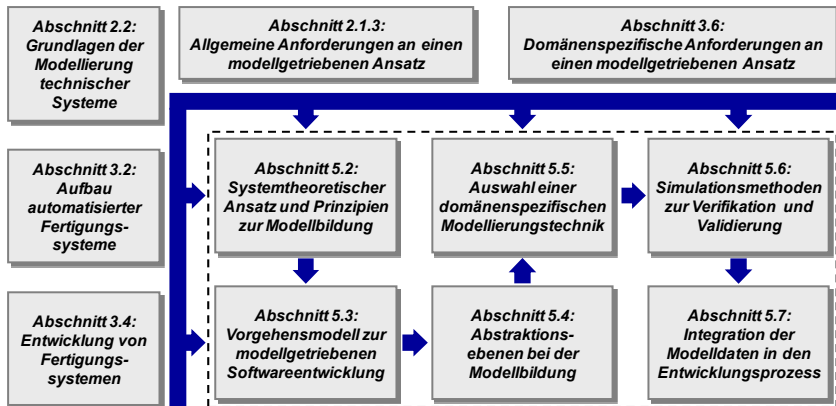 Abschnitt 2.2:
Grundlagen der
Modellierung
technischer
Systeme
Abschnitt 2.1.3:
Allgemeine Anforderungen an einen
modellgetriebenen Ansatz
Abschnitt 3.6:
Domänenspezifische Anforderungen an
einen modellgetriebenen Ansatz
Abschnitt 3.2:
Aufbau
automatisierter
Fertigungs-
systeme
Abschnitt 5.2:
Systemtheoretischer
Ansatz und Prinzipien
zur Modellbildung
Abschnitt 5.5:
Auswahl einer
domänenspezifischen
Modellierungstechnik
Abschnitt 5.6:
Simulationsmethoden
zur Verifikation und
Validierung
Abschnitt 3.4:
Entwicklung von
Fertigungs-
systemen
Abschnitt 5.3:
Vorgehensmodell zur
modellgetriebenen
Softwareentwicklung
Abschnitt 5.4:
Abstraktions-
ebenen bei der
Modellbildung
Abschnitt 5.7:
Integration der
Modelldaten in den
Entwicklungsprozess